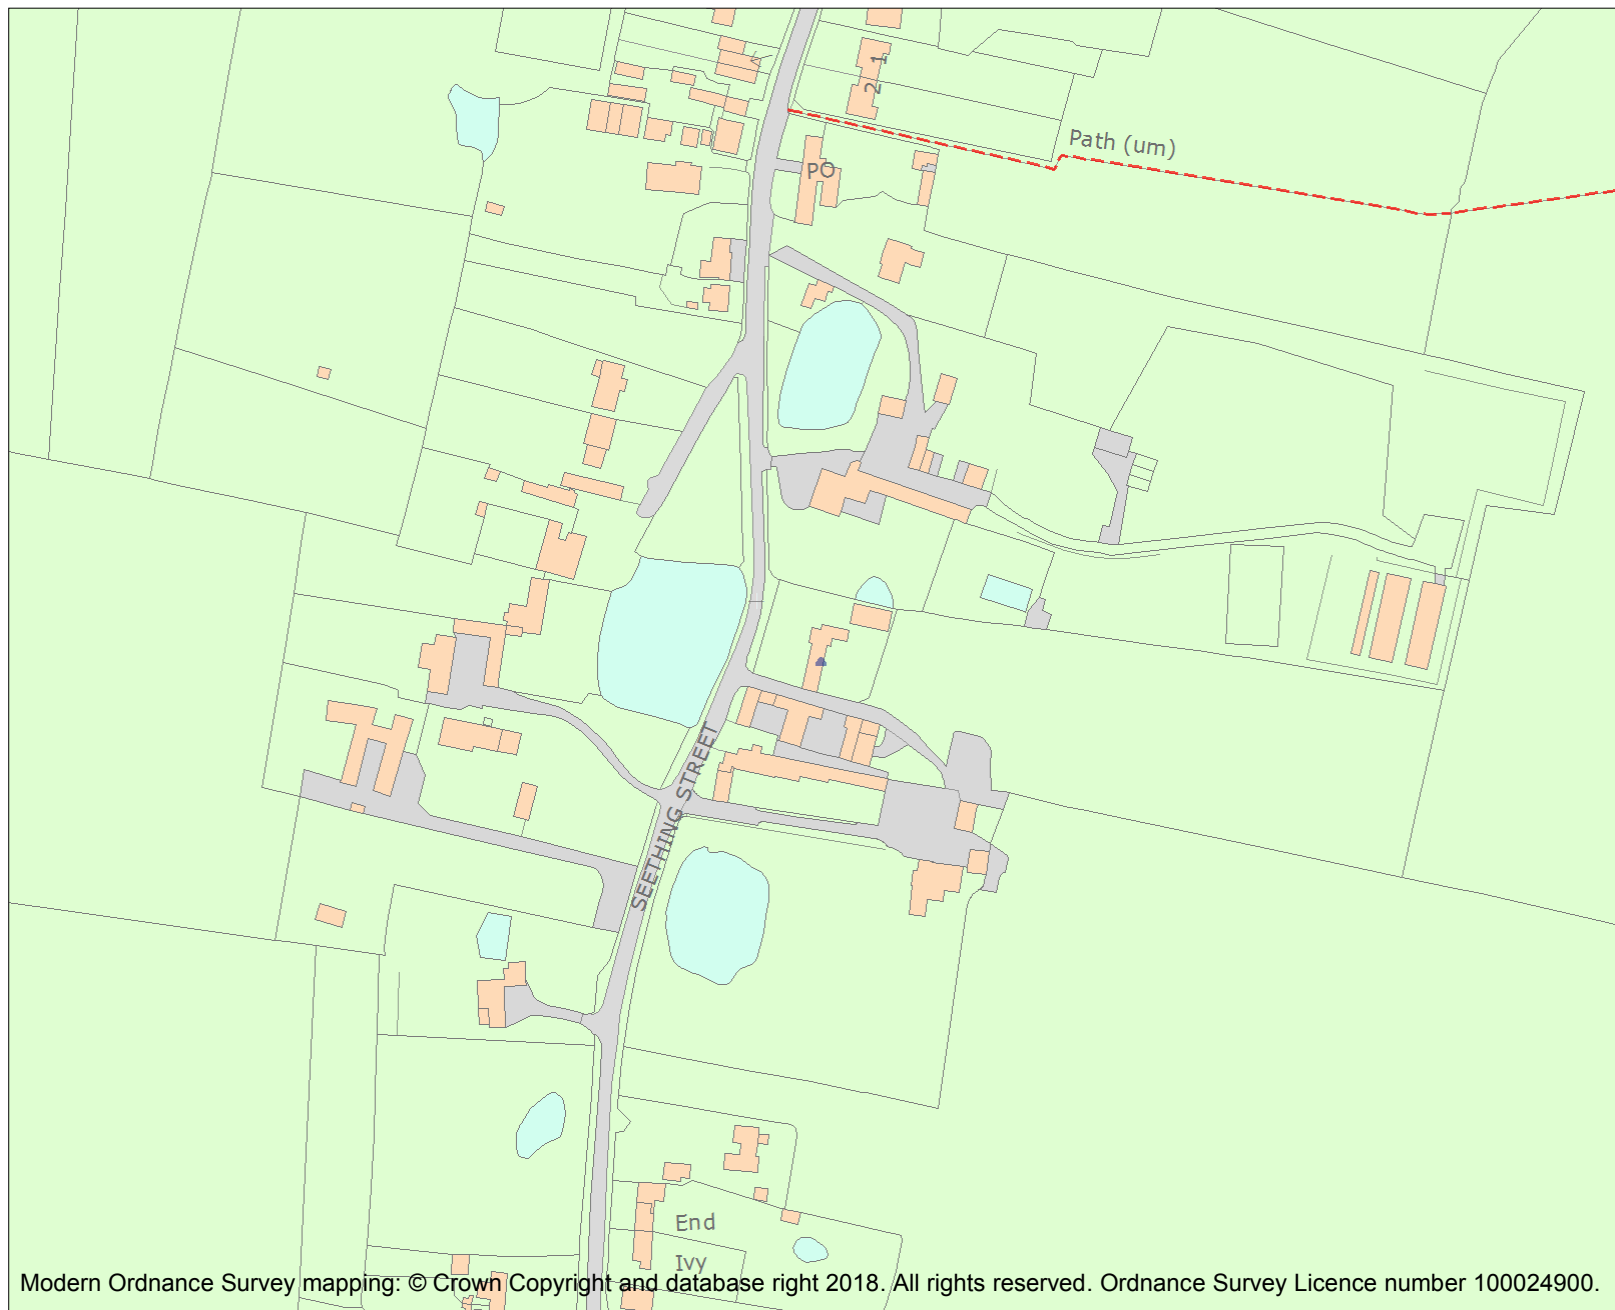 1
2
Path (um)
PO
SEETHING STREET
End
Ivy
Modern Ordnance Survey mapping: © Crown Copyright and database right 2018. All rights reserved. Ordnance Survey Licence number 100024900.